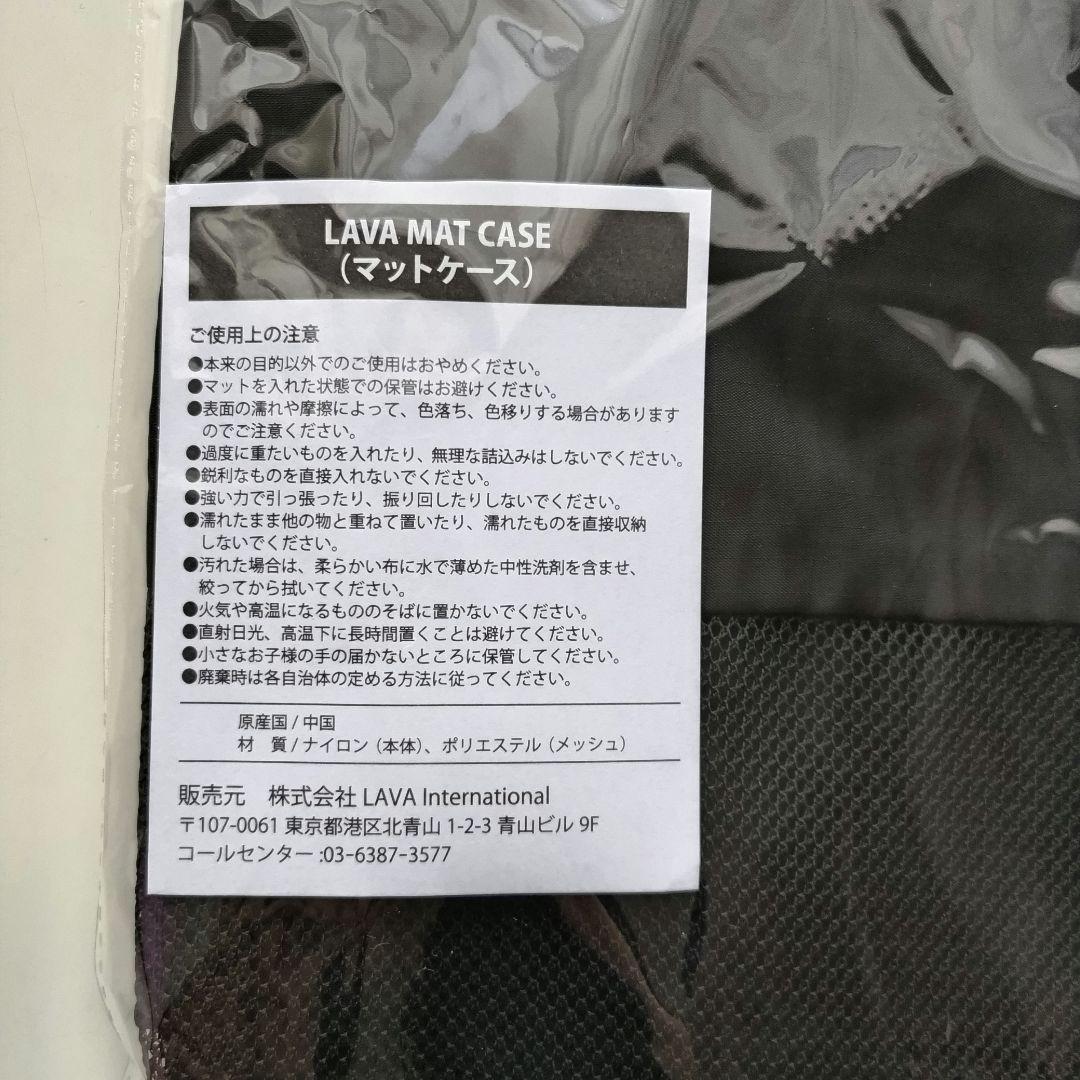 LAVA MAT CASE
（マットケース）
ご使用上の注意
●本来の目的以外でのご使用はおやめください。
●マットを入れた状態での保管はお避けください。
●表面の濡れや摩擦によって、色落ち、色移りする場合があります
のでご注意ください。
●過度に重たいものを入れたり、無理な詰込みはしないでください。
●鋭利なものを直接入れないでください。
●強い力で引っ張ったり、振り回したりしないでください。
●濡れたまま他の物と重ねて置いたり、濡れたものを直接収納
しないでください。
●汚れた場合は、柔らかい布に水で薄めた中性洗剤を含ませ、
絞ってから拭いてください。
●火気や高温になるもののそばに置かないでください。
●直射日光、高温下に長時間置くことは避けてください。
●小さなお子様の手の届かないところに保管してください。
●廃棄時は各自治体の定める方法に従ってください。
原産国 / 中国
材　質 / ナイロン（本体）、ポリエステル（メッシュ）
販売元　株式会社 LAVA International
〒107-0061 東京都港区北青山 1-2-3 青山ビル 9F
コールセンター :03-6387-3577